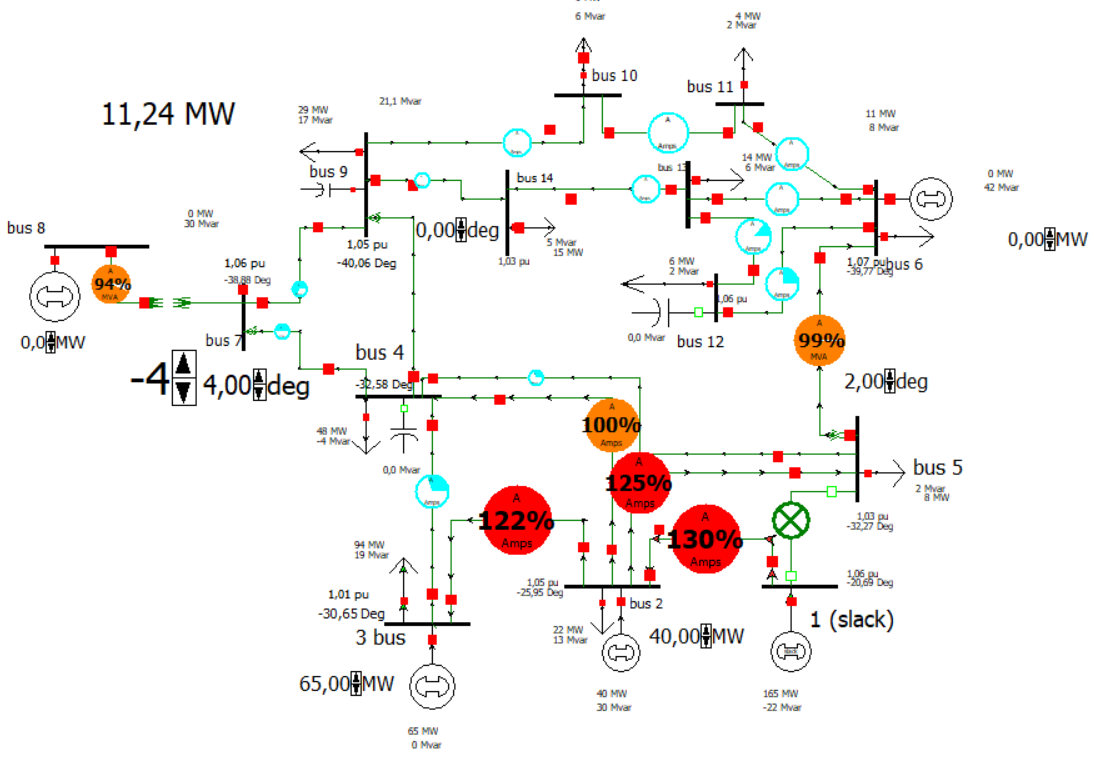 6 Mvar
4 MW
2 Mvar
bus 10
bus 11
11,24 MW
29 MW
17 Mvar
21,1 Mvar
11 MW
8 Mvar
A
Amps
A
Amps
A
Amps
bus 9
bus 13
14 MW
6 Mvar
bus 14
0 MW
42 Mvar
A
Amps
A
Amps
0 MW
30 Mvar
bus 8
0,00 deg
5 Mvar
15 MW
1,03 pu
1,05 pu
-40,06 Deg
0,00 MW
1,06 pu
-38,88 Deg
6 MW
2 Mvar
A
Amps
1,07 pu
-39,77 Deg
bus 6
A
94%
MVA
A
Amps
1,06 pu
0,0 MW
bus 7
0,0 Mvar
bus 12
A
99%
MVA
bus 4
-4
4,00 deg
-32,58 Deg
2,00 deg
A
100%
Amps
48 MW
-4 Mvar
0,0 Mvar
A
125%
Amps
bus 5
2 Mvar
8 MW
A
Amps
A
122%
Amps
A
130%
Amps
1,03 pu
-32,27 Deg
94 MW
19 Mvar
1,01 pu
-30,65 Deg
1,05 pu
-25,95 Deg
1,06 pu
-20,69 Deg
bus 2
3 bus
22 MW
13 Mvar
40,00 MW
1 (slack)
slack
65,00 MW
40 MW
30 Mvar
165 MW
-22 Mvar
65 MW
0 Mvar